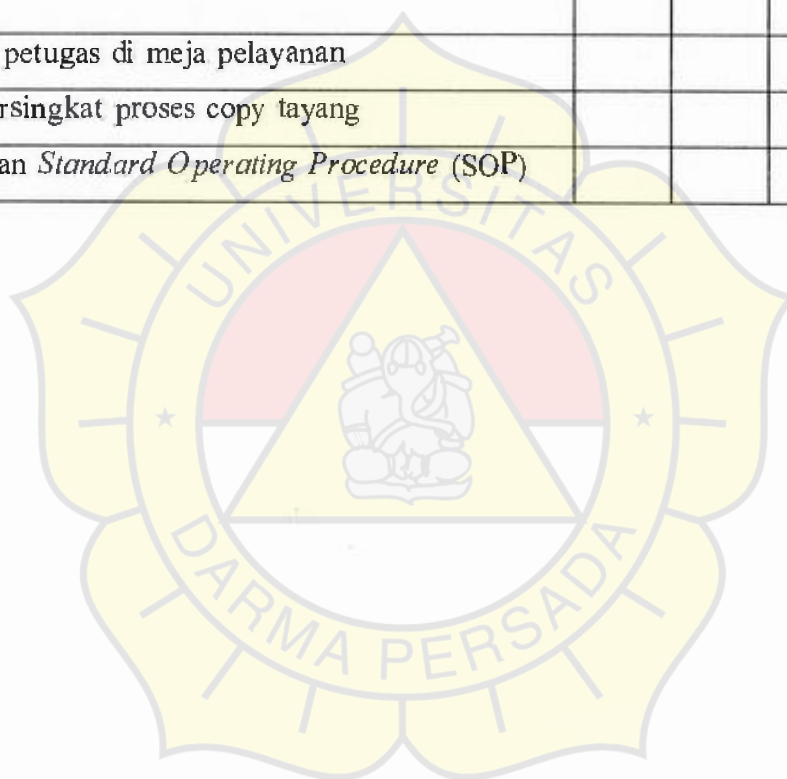 petugas di meja pelayanan
rsingkat proses copy tayang
an Standard Operating Procedure (SOP)
UNIVERSITAS
DARMA PERSADA